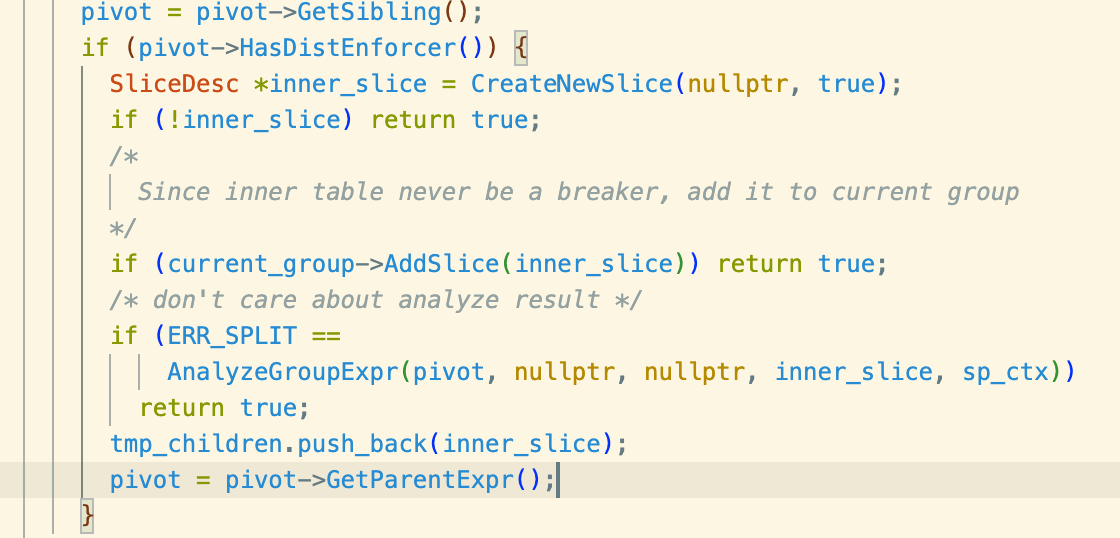 pivot = pivot->GetSibling();
if (pivot->HasDistEnforcer()) {
SliceDesc *inner_slice = CreateNewSlice(nullptr, true);
if (!inner_slice) return true;
/*
Since inner table never be a breaker, add it to current group
*/
if (current_group->AddSlice(inner_slice)) return true;
/* don't care about analyze result */
if (ERR_SPLIT ==
AnalyzeGroupExpr(pivot, nullptr, nullptr, inner_slice, sp_ctx))
return true;
tmp_children.push_back(inner_slice);
pivot = pivot->GetParentExpr();
}